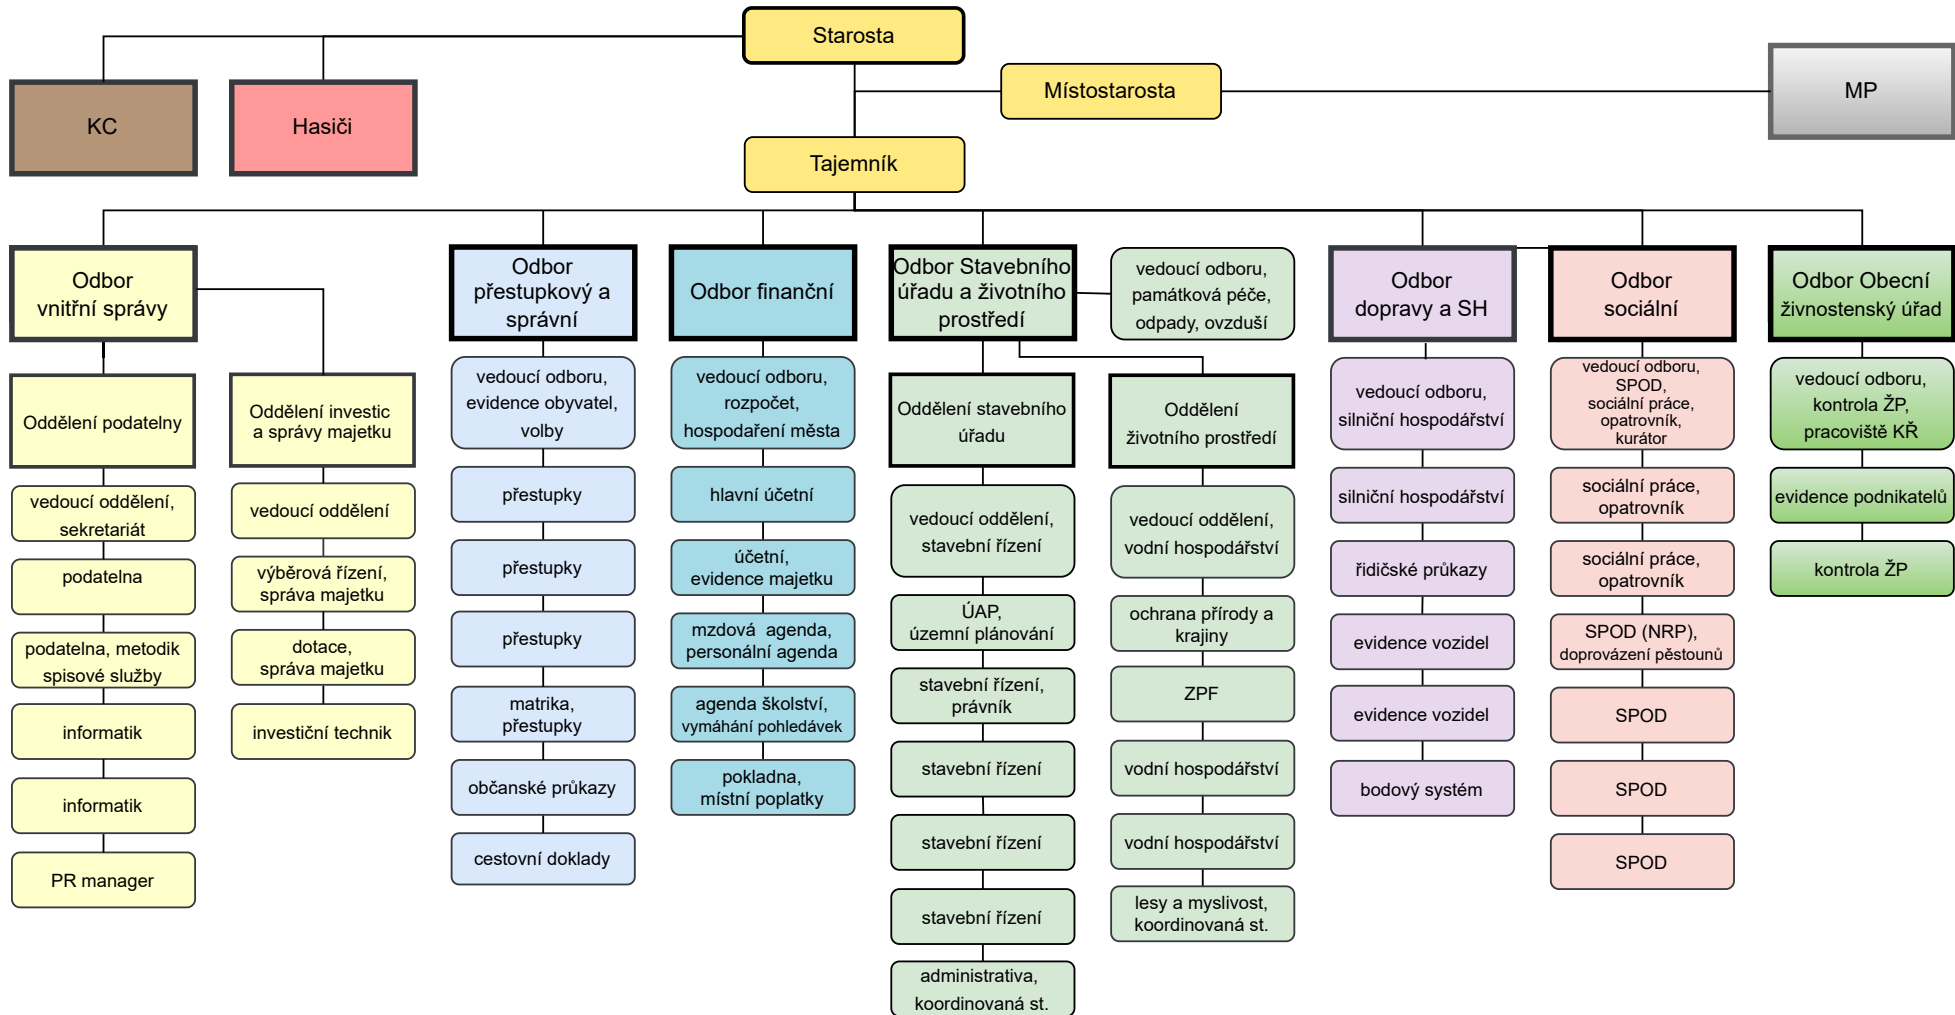 Starosta
Místostarosta
MP
KC
Hasiči
Tajemník
Odbor
vnitřní správy
Oddělení podatelny
vedoucí oddělení,
sekretariát
podatelna
podatelna, metodik
spisové služby
informatik
informatik
PR manager
Oddělení investic
a správy majetku
vedoucí oddělení
výběrová řízení,
správa majetku
dotace,
správa majetku
investiční technik
Odbor
přestupkový a
správní
vedoucí odboru,
evidence obyvatel,
volby
přestupky
přestupky
přestupky
matrika,
přestupky
občanské průkazy
cestovní doklady
Odbor finanční
vedoucí odboru,
rozpočet,
hospodaření města
hlavní účetní
účetní,
evidence majetku
mzdová agenda,
personální agenda
agenda školství,
vymáhání pohledávek
pokladna,
místní poplatky
Odbor Stavebního
úřadu a životního
prostředí
vedoucí odboru,
památková péče,
odpady, ovzduší
Oddělení stavebního
úřadu
vedoucí oddělení,
stavební řízení
ÚAP,
územní plánování
stavební řízení,
právník
stavební řízení
stavební řízení
stavební řízení
administrativa,
koordinovaná st.
Oddělení
životního prostředí
vedoucí oddělení,
vodní hospodářství
ochrana přírody a
krajiny
ZPF
vodní hospodářství
vodní hospodářství
lesy a myslivost,
koordinovaná st.
Odbor
dopravy a SH
vedoucí odboru,
silniční hospodářství
silniční hospodářství
řidičské průkazy
evidence vozidel
evidence vozidel
bodový systém
Odbor
sociální
vedoucí odboru,
SPOD,
sociální práce,
opatrovník,
kurátor
sociální práce,
opatrovník
sociální práce,
opatrovník
SPOD (NRP),
doprovázení pěstounů
SPOD
SPOD
SPOD
Odbor Obecní
živnostenský úřad
vedoucí odboru,
kontrola ŽP,
pracoviště KŘ
evidence podnikatelů
kontrola ŽP